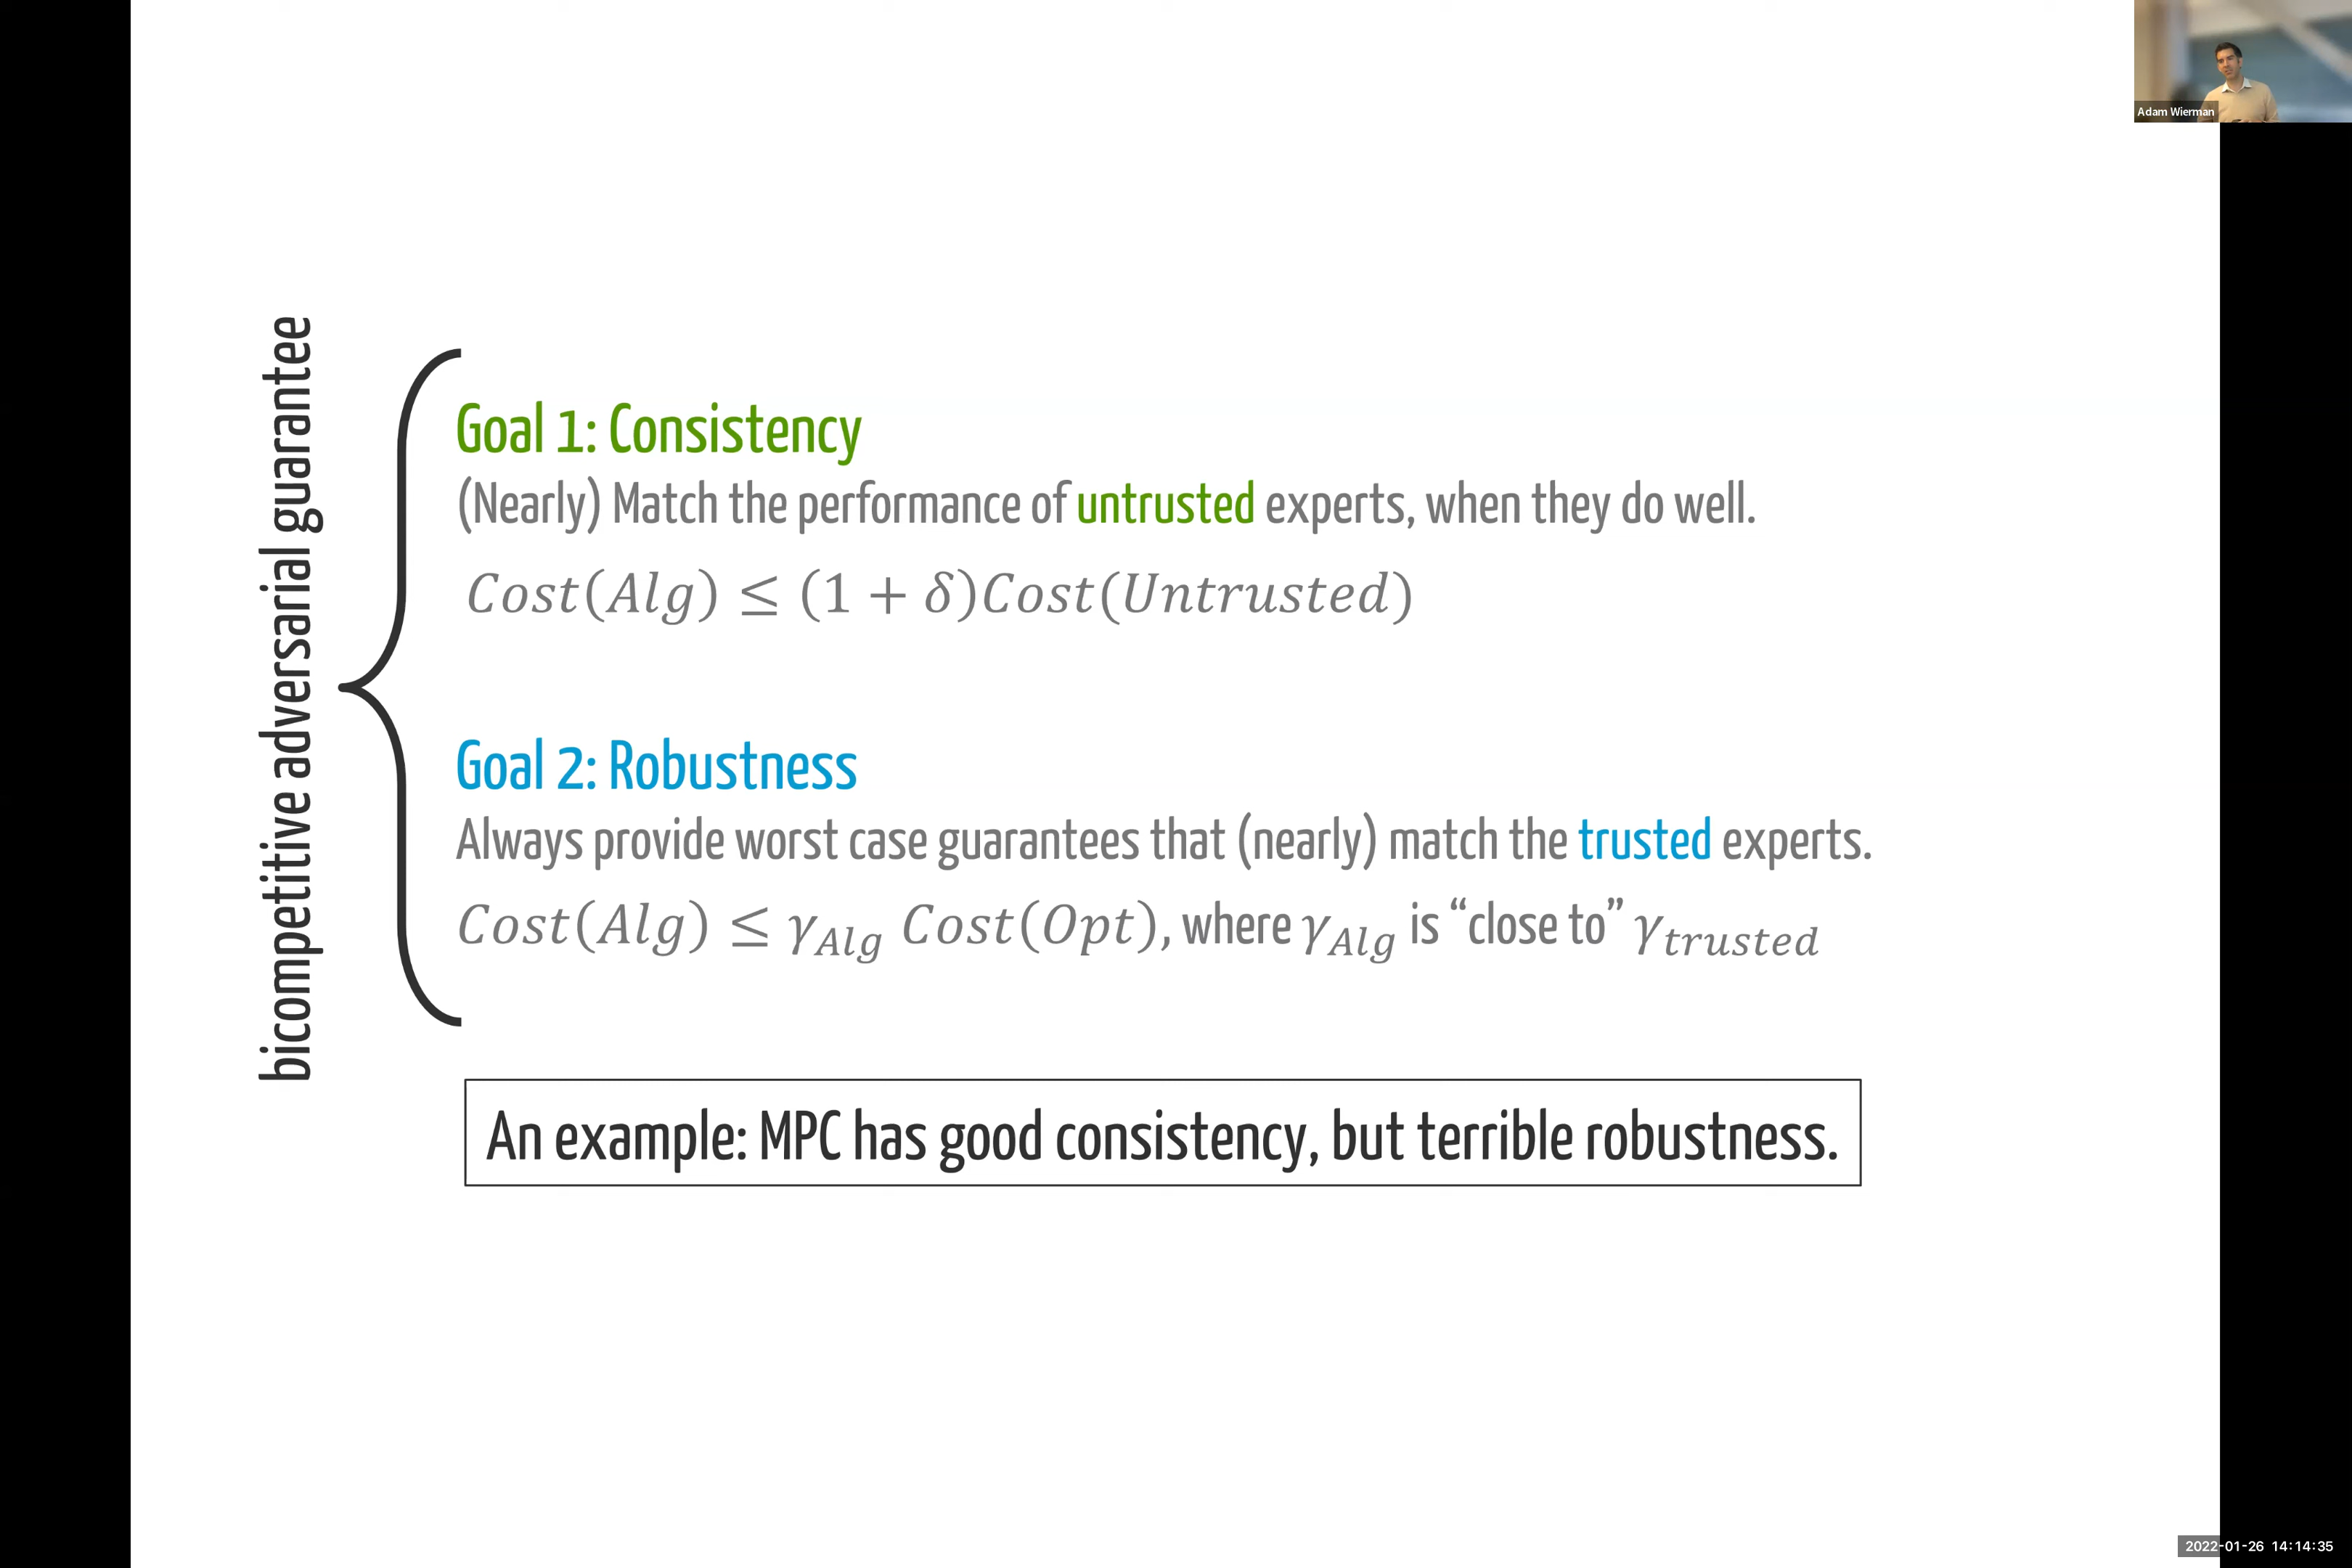 Adam Wierman
bicompetitive adversarial guarantee
Goal 1: Consistency
(Nearly) Match the performance of untrusted experts, when they do well.
Cost(Alg) ≤ (1 + δ)Cost(Untrusted)
Goal 2: Robustness
Always provide worst case guarantees that (nearly) match the trusted experts.
Cost(Alg) ≤ γ_Alg Cost(Opt), where γ_Alg is “close to” γ_trusted
An example: MPC has good consistency, but terrible robustness.
2022-01-26 14:14:35